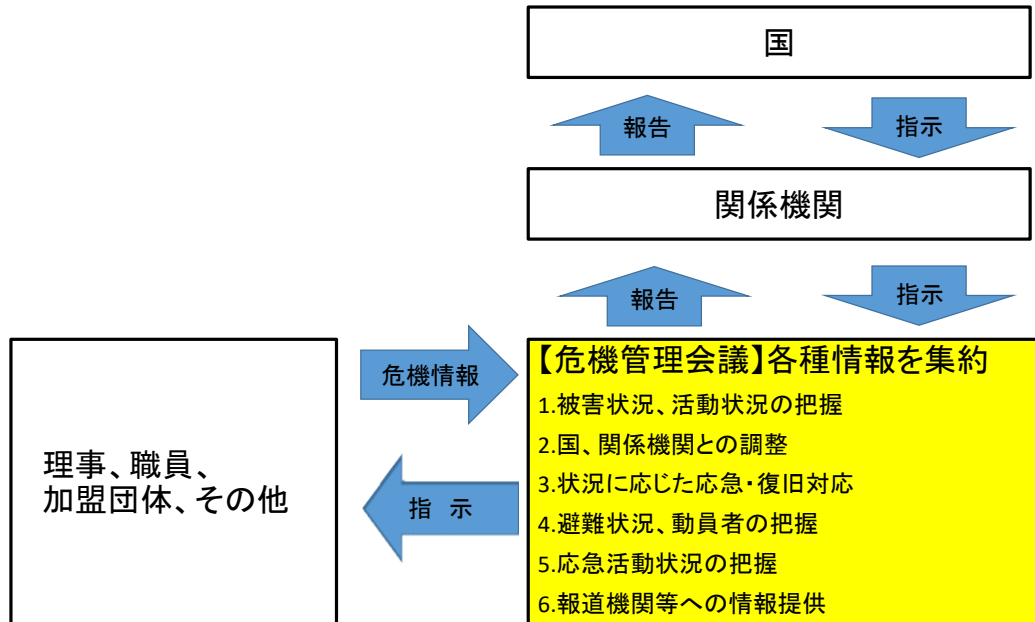 国
報告
指示
関係機関
報告
指示
危機情報
【危機管理会議】各種情報を集約
1.被害状況、活動状況の把握
2.国、関係機関との調整
3.状況に応じた応急・復旧対応
4.避難状況、動員者の把握
5.応急活動状況の把握
6.報道機関等への情報提供
理事、職員、
加盟団体、その他
指 示